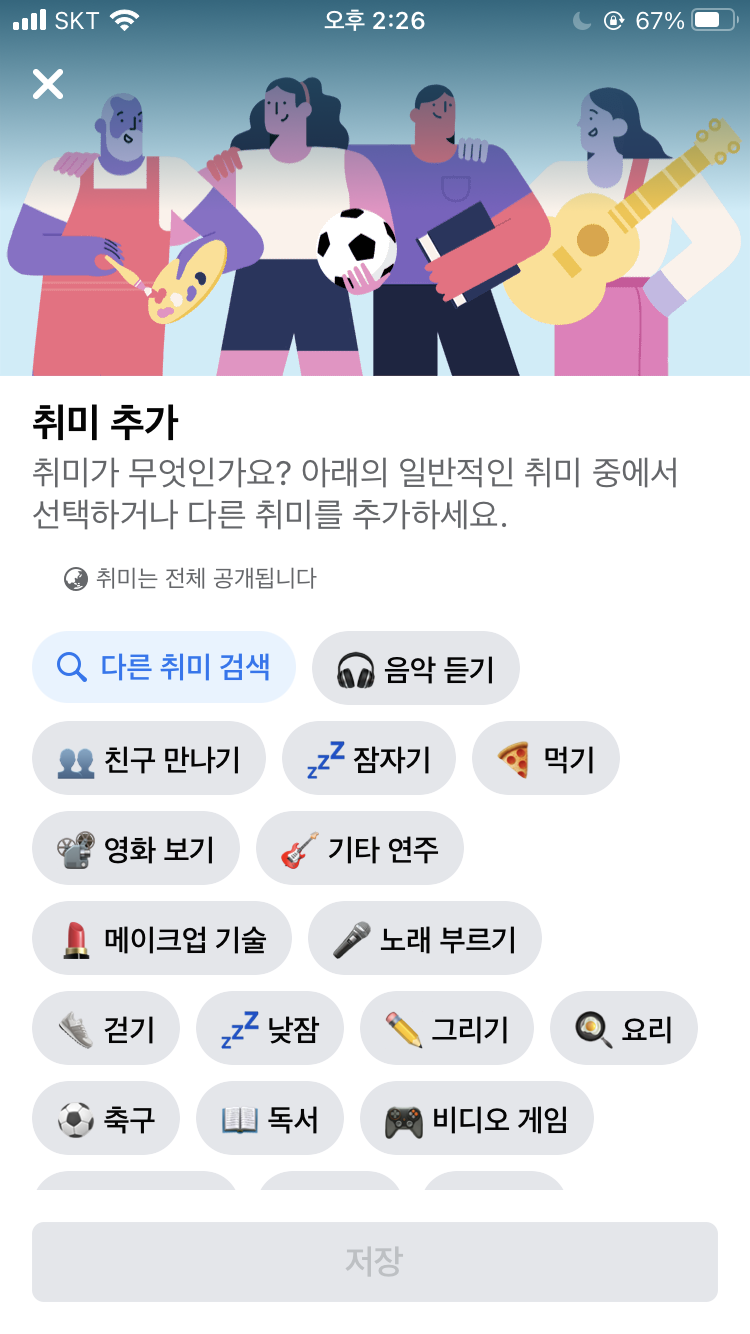 SKT 오후 2:26 67%
취미 추가
취미가 무엇인가요? 아래의 일반적인 취미 중에서
선택하거나 다른 취미를 추가하세요.
취미는 전체 공개됩니다
다른 취미 검색 음악 듣기
친구 만나기 잠자기 먹기
영화 보기 기타 연주
메이크업 기술 노래 부르기
걷기 낮잠 그리기 요리
축구 독서 비디오 게임
저장